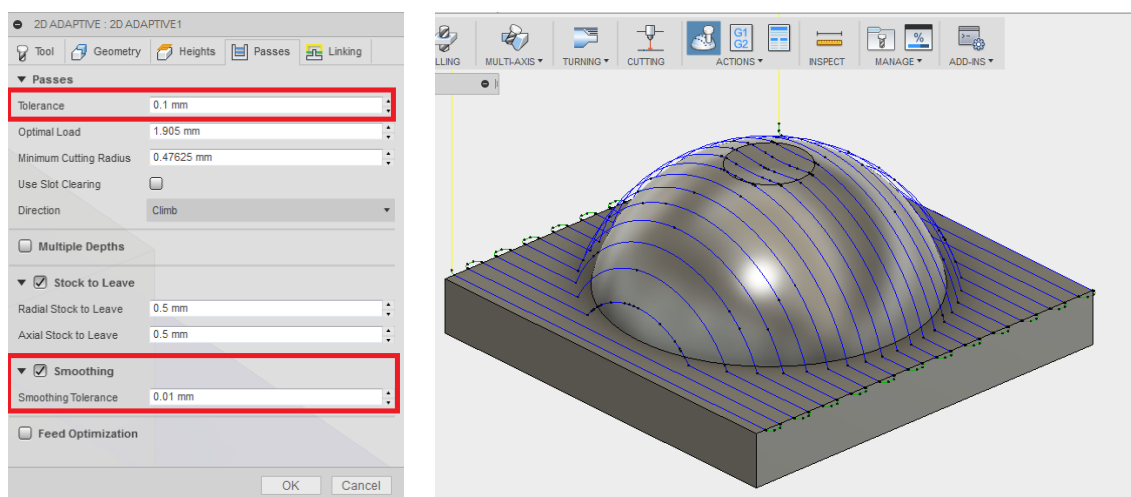 2D ADAPTIVE : 2D ADAPTIVE1
Tool Geometry Heights Passes Linking
Passes
Tolerance 0.1 mm
Optimal Load 1.905 mm
Minimum Cutting Radius 0.47625 mm
Use Slot Clearing
Direction Climb
Multiple Depths
Stock to Leave
Radial Stock to Leave 0.5 mm
Axial Stock to Leave 0.5 mm
Smoothing
Smoothing Tolerance 0.01 mm
Feed Optimization
OK Cancel
G1
G2
%
LLING MULTI-AXIS TURNING CUTTING ACTIONS INSPECT MANAGE ADD-INS